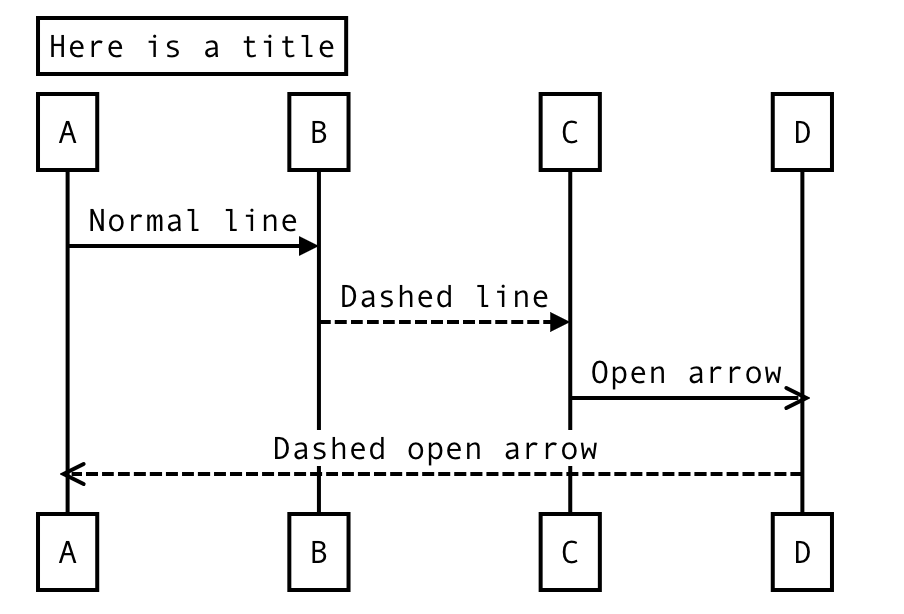 Here is a title
A
B
C
D
Normal line
Dashed line
Open arrow
Dashed open arrow
A
B
C
D